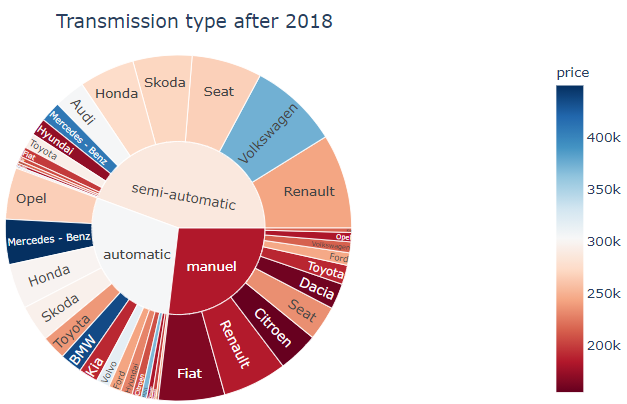 Transmission type after 2018
price
400k
350k
300k
250k
200k
semi-automatic
Renault
Volkswagen
Seat
Skoda
Honda
Audi
Mercedes - Benz
Hyundai
Toyota
Fiat
automatic
Opel
Mercedes - Benz
Honda
Skoda
Toyota
BMW
Kia
Volvo
Ford
Hyundai
manuel
Fiat
Renault
Citroen
Seat
Dacia
Toyota
Ford
Volkswagen
Opel